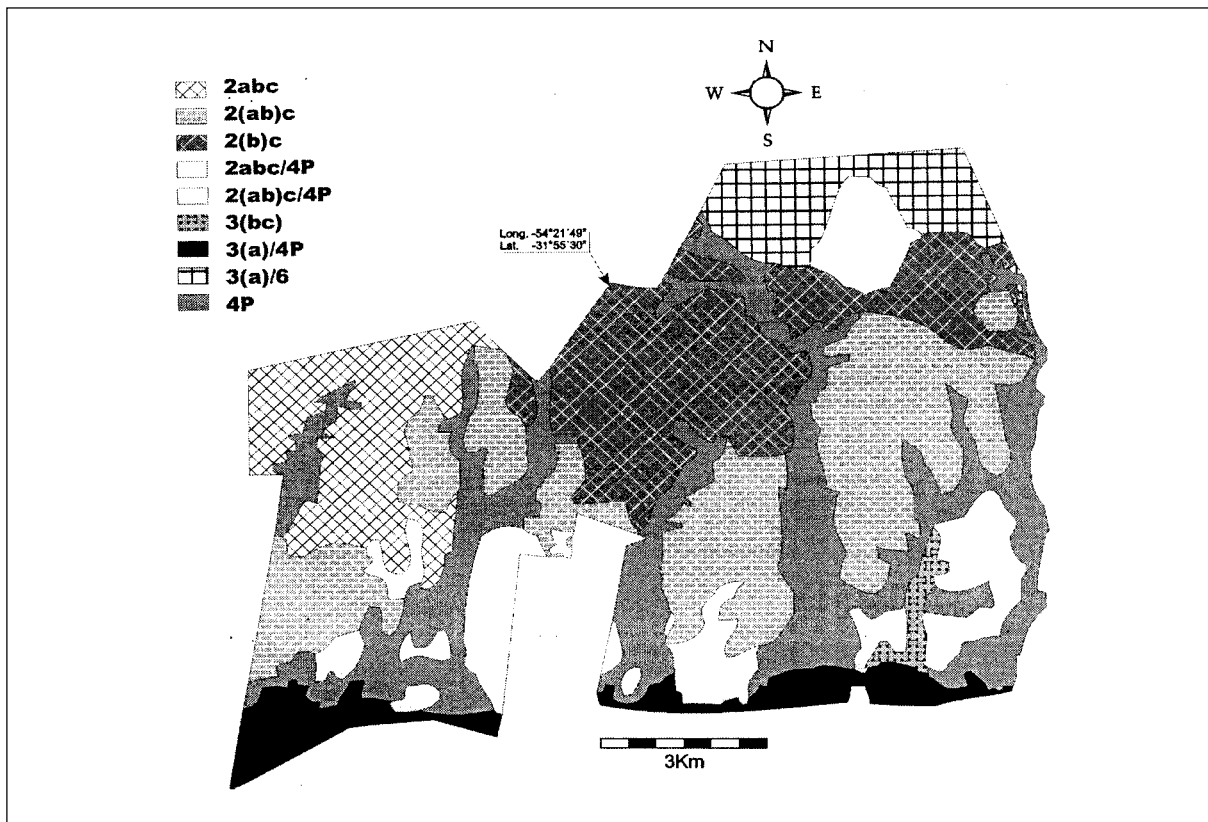 N
W E
S
2abc
2(ab)c
2(b)c
2abc/4P
2(ab)c/4P
3(bc)
3(a)/4P
3(a)/6
4P
Long. -54°21´49"
Lat. -31°55´30"
3Km